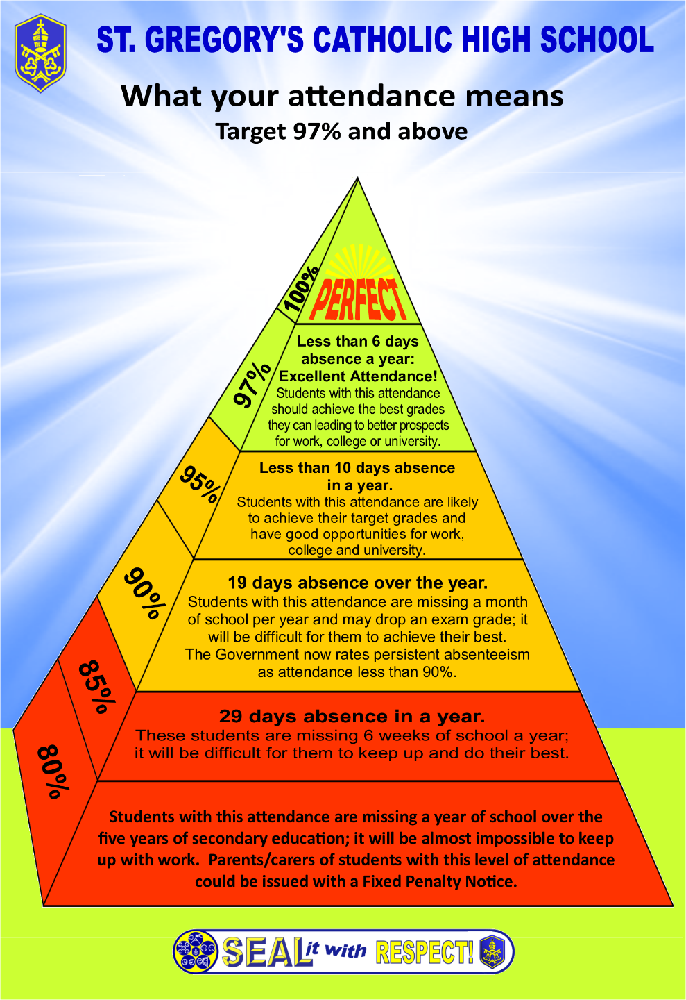 ST. GREGORY'S CATHOLIC HIGH SCHOOL
What your attendance means
Target 97% and above
100%
PERFECT
97%
Less than 6 days
absence a year:
Excellent Attendance!
Students with this attendance
should achieve the best grades
they can leading to better prospects
for work, college or university.
95%
Less than 10 days absence
in a year.
Students with this attendance are likely
to achieve their target grades and
have good opportunities for work,
college and university.
90%
19 days absence over the year.
Students with this attendance are missing a month
of school per year and may drop an exam grade; it
will be difficult for them to achieve their best.
The Government now rates persistent absenteeism
as attendance less than 90%.
85%
29 days absence in a year.
These students are missing 6 weeks of school a year;
it will be difficult for them to keep up and do their best.
80%
Students with this attendance are missing a year of school over the
five years of secondary education; it will be almost impossible to keep
up with work.  Parents/carers of students with this level of attendance
could be issued with a Fixed Penalty Notice.
SEAL it with RESPECT!